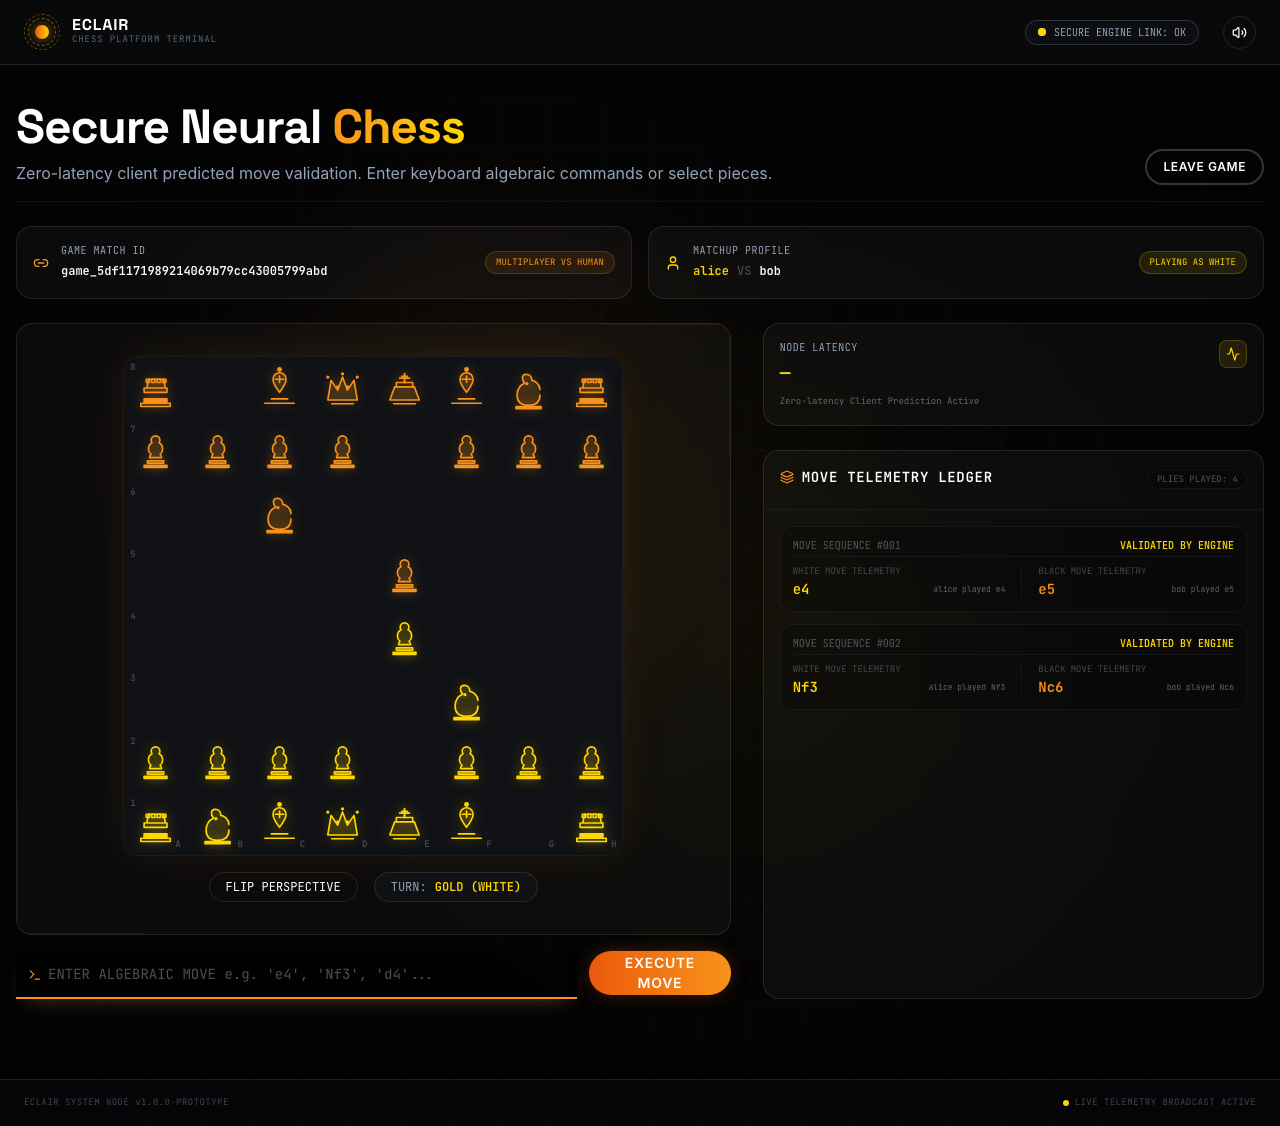 ECLAIR
CHESS PLATFORM TERMINAL
SECURE ENGINE LINK: OK
Secure Neural Chess
Zero-latency client predicted move validation. Enter keyboard algebraic commands or select pieces.
LEAVE GAME
GAME MATCH ID
game_5df1171989214069b79cc43005799abd
MULTIPLAYER VS HUMAN
MATCHUP PROFILE
alice VS bob
PLAYING AS WHITE
8
7
6
5
4
3
2
1
A B C D E F G H
FLIP PERSPECTIVE
TURN: GOLD (WHITE)
ENTER ALGEBRAIC MOVE e.g. 'e4', 'Nf3', 'd4'...
EXECUTE
MOVE
NODE LATENCY
—
Zero-latency Client Prediction Active
MOVE TELEMETRY LEDGER
PLIES PLAYED: 4
MOVE SEQUENCE #001
VALIDATED BY ENGINE
WHITE MOVE TELEMETRY
e4
alice played e4
BLACK MOVE TELEMETRY
e5
bob played e5
MOVE SEQUENCE #002
VALIDATED BY ENGINE
WHITE MOVE TELEMETRY
Nf3
alice played Nf3
BLACK MOVE TELEMETRY
Nc6
bob played Nc6
ECLAIR SYSTEM NODE v1.0.0-PROTOTYPE
LIVE TELEMETRY BROADCAST ACTIVE